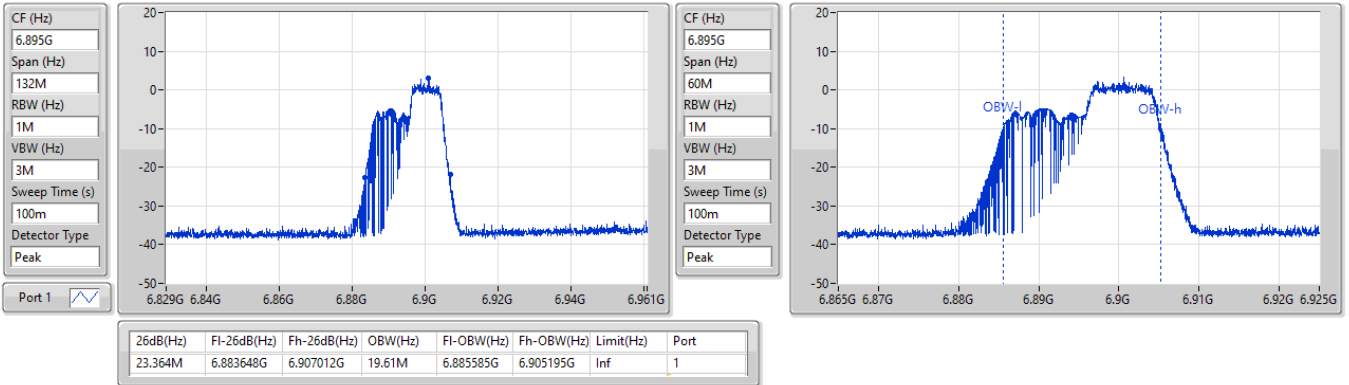 CF (Hz)
6.895G
Span (Hz)
132M
RBW (Hz)
1M
VBW (Hz)
3M
Sweep Time (s)
100m
Detector Type
Peak
Port 1
20
10
0
-10
-20
-30
-40
-50
6.829G 6.84G 6.86G 6.88G 6.9G 6.92G 6.94G 6.961G
CF (Hz)
6.895G
Span (Hz)
60M
RBW (Hz)
1M
VBW (Hz)
3M
Sweep Time (s)
100m
Detector Type
Peak
20
10
0
-10
-20
-30
-40
-50
OBW-l
OBW-h
6.865G 6.87G 6.88G 6.89G 6.9G 6.91G 6.92G 6.925G
26dB(Hz) Fl-26dB(Hz) Fh-26dB(Hz) OBW(Hz) Fl-OBW(Hz) Fh-OBW(Hz) Limit(Hz) Port
23.364M 6.883648G 6.907012G 19.61M 6.885585G 6.905195G Inf 1